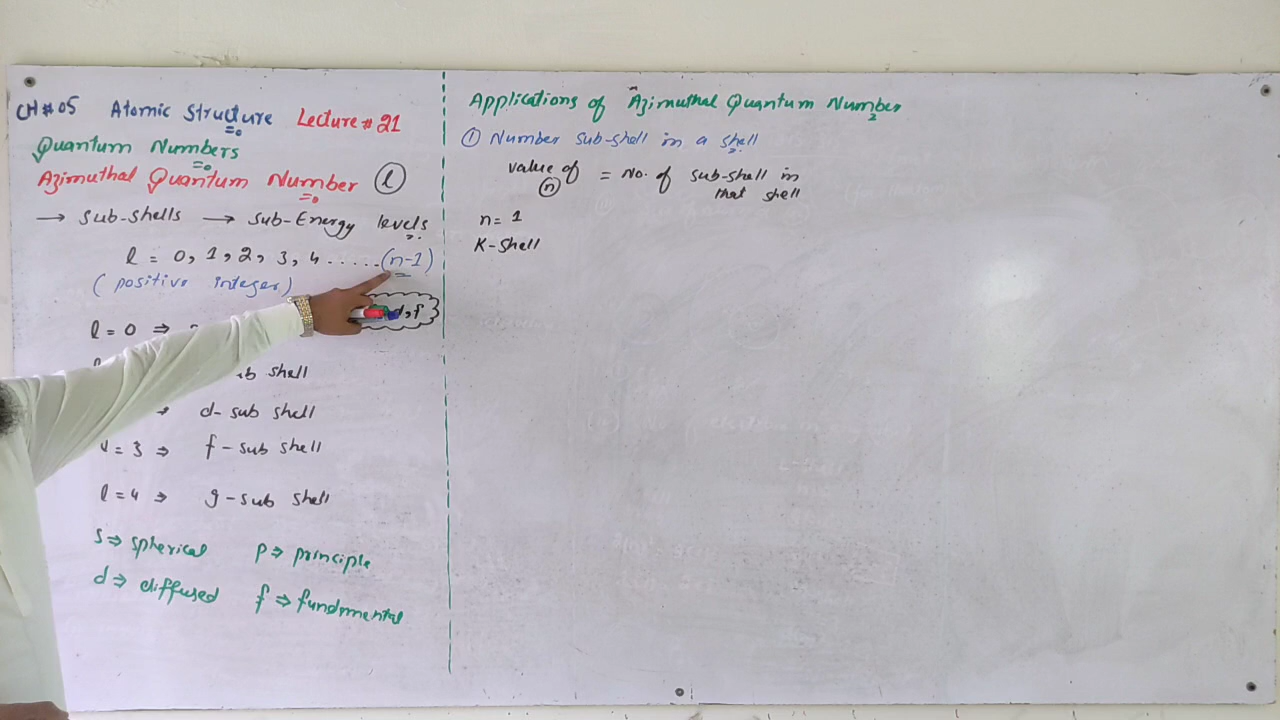 CH # 05 Atomic Structure Lecture # 21
Quantum Numbers
Azimuthal Quantum Number (l)
→ sub-shells → sub-Energy levels
l = 0, 1, 2, 3, 4 ..... (n-1)
(positive integer)
d, f
l = 0 ⇒
shell
d - sub shell
l = 3 ⇒ f - sub shell
l = 4 ⇒ g - sub shell
s ⇒ spherical p ⇒ principle
d ⇒ diffused f ⇒ fundmental
Applications of Azimuthal Quantum Number
① Number sub-shell in a shell
value of (n) = No. of sub-shell in that shell
n = 1
K-shell